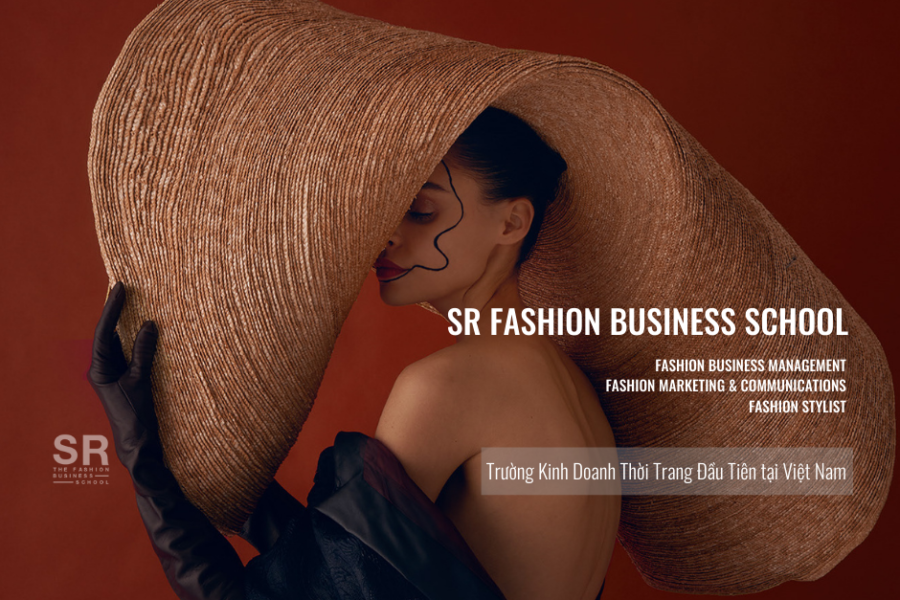 SR FASHION BUSINESS SCHOOL
FASHION BUSINESS MANAGEMENT
FASHION MARKETING & COMMUNICATIONS
FASHION STYLIST
SR
THE FASHION
BUSINESS
SCHOOL
Trường Kinh Doanh Thời Trang Đầu Tiên tại Việt Nam